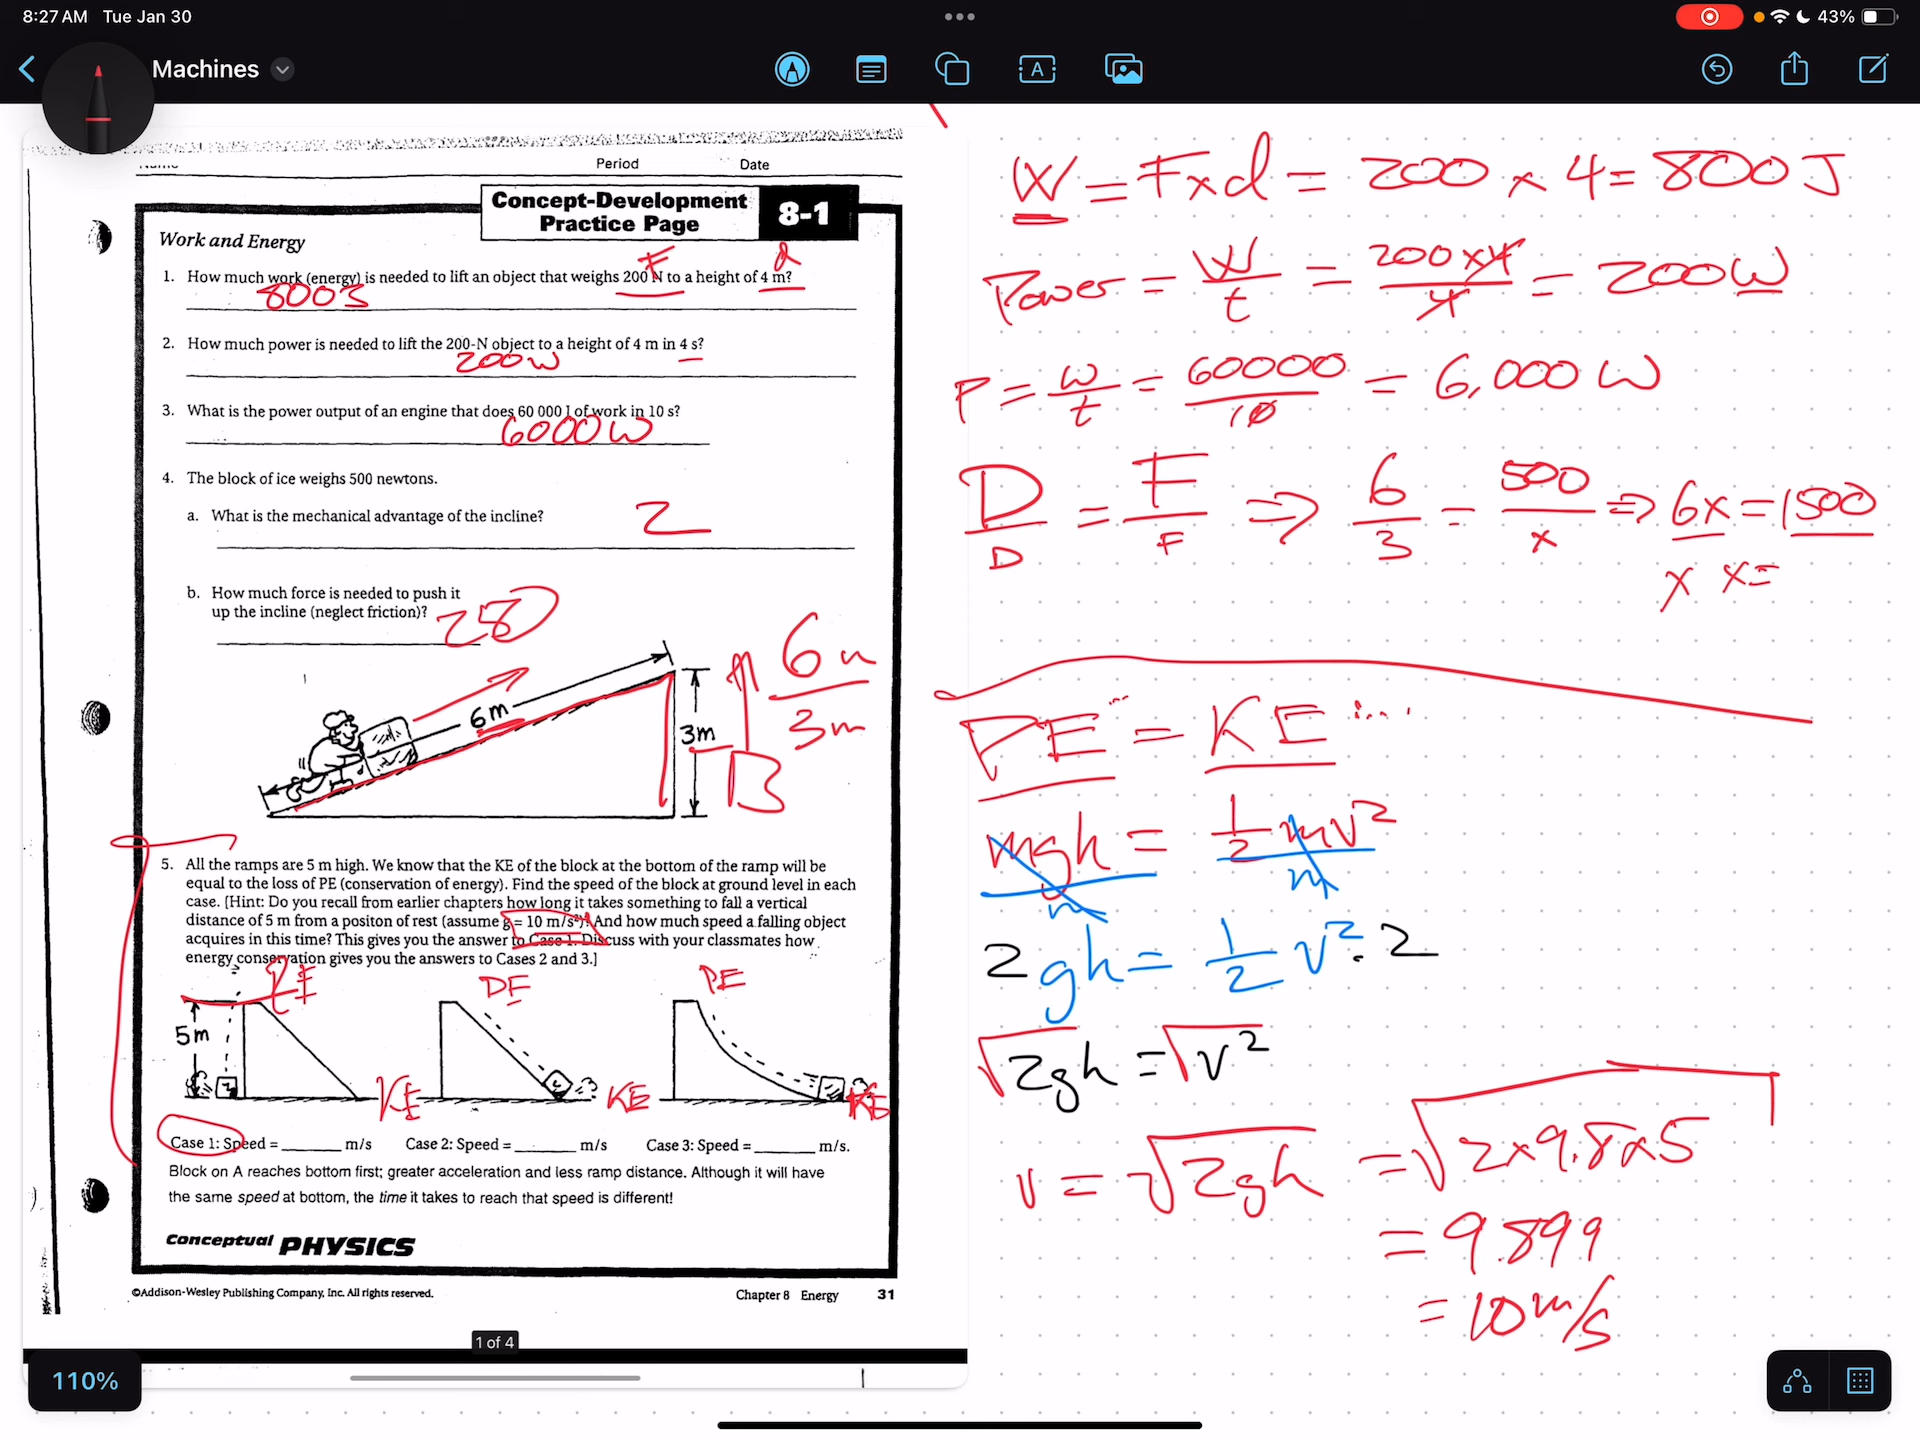 8:27 AM Tue Jan 30
43%
Machines
Period Date
Concept-Development
Practice Page
8-1
Work and Energy
F d
1. How much work (energy) is needed to lift an object that weighs 200 N to a height of 4 m?
800J
2. How much power is needed to lift the 200-N object to a height of 4 m in 4 s?
200W
3. What is the power output of an engine that does 60 000 J of work in 10 s?
6000W
4. The block of ice weighs 500 newtons.
a. What is the mechanical advantage of the incline?
2
b. How much force is needed to push it
up the incline (neglect friction)?
250
6m
3m
6m
3m
5. All the ramps are 5 m high. We know that the KE of the block at the bottom of the ramp will be
equal to the loss of PE (conservation of energy). Find the speed of the block at ground level in each
case. [Hint: Do you recall from earlier chapters how long it takes something to fall a vertical
distance of 5 m from a positon of rest (assume g = 10 m/s²)? And how much speed a falling object
acquires in this time? This gives you the answer to Case 1. Discuss with your classmates how
energy conservation gives you the answers to Cases 2 and 3.]
PE PE PE
5m
KE KE KE
Case 1: Speed = ______ m/s Case 2: Speed = ______ m/s Case 3: Speed = ______ m/s.
Block on A reaches bottom first; greater acceleration and less ramp distance. Although it will have
the same speed at bottom, the time it takes to reach that speed is different!
Conceptual PHYSICS
©Addison-Wesley Publishing Company, Inc. All rights reserved. Chapter 8 Energy 31
1 of 4
110%
W = F x d = 200 x 4 = 800 J
Power = W/t = 200 x 4/4 = 200W
P = W/t = 60000/10 = 6,000 W
D/D = F/F ⇒ 6/3 = 500/x ⇒ 6x = 1500
x x=
PE = KE
mgh/m = ½mv²/m
2gh = ½v²·2
√2gh = √v²
v = √2gh = √2x9.8x5
= 9.899
= 10 m/s